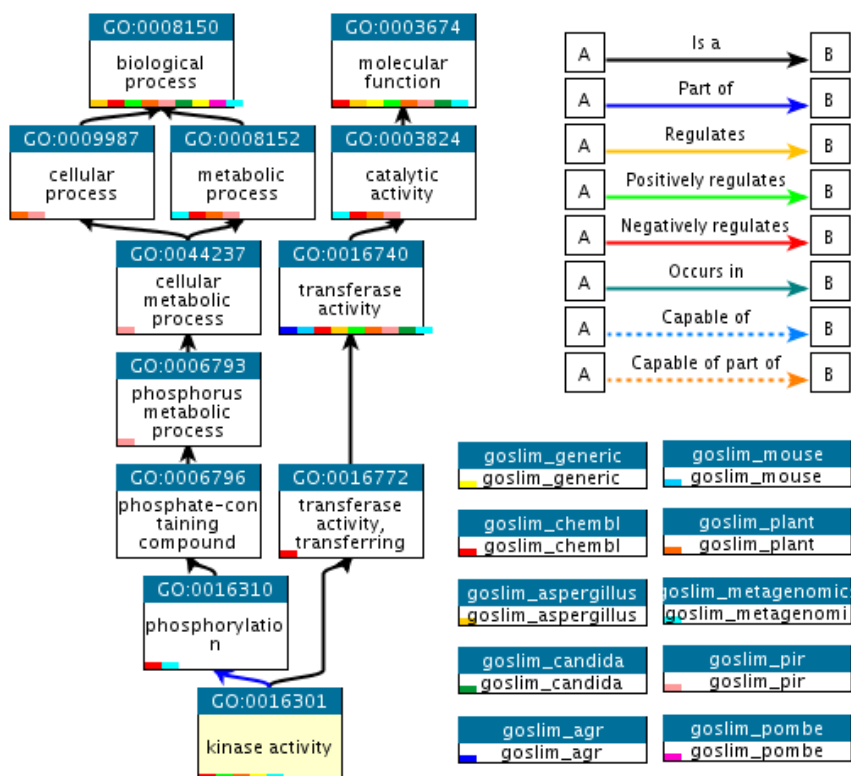 GO:0008150
biological
process
GO:0003674
molecular
function
GO:0009987
cellular
process
GO:0008152
metabolic
process
GO:0003824
catalytic
activity
GO:0044237
cellular
metabolic
process
GO:0016740
transferase
activity
GO:0006793
phosphorus
metabolic
process
GO:0006796
phosphate-con
taining
compound
GO:0016772
transferase
activity,
transferring
GO:0016310
phosphorylatio
n
GO:0016301
kinase activity
A Is a B
A Part of B
A Regulates B
A Positively regulates B
A Negatively regulates B
A Occurs in B
A Capable of B
A Capable of part of B
goslim_generic
goslim_generic
goslim_mouse
goslim_mouse
goslim_chembl
goslim_chembl
goslim_plant
goslim_plant
goslim_aspergillus
goslim_aspergillus
goslim_metagenomics
goslim_metagenomi
goslim_candida
goslim_candida
goslim_pir
goslim_pir
goslim_agr
goslim_agr
goslim_pombe
goslim_pombe